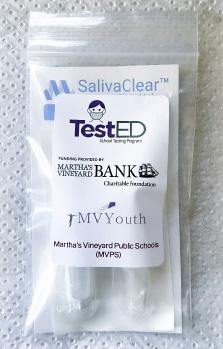 SalivaClear™
TestED
School Testing Program
FUNDING PROVIDED BY
MARTHA'S
VINEYARD BANK
Charitable Foundation
MVYouth
Martha's Vineyard Public Schools
(MVPS)